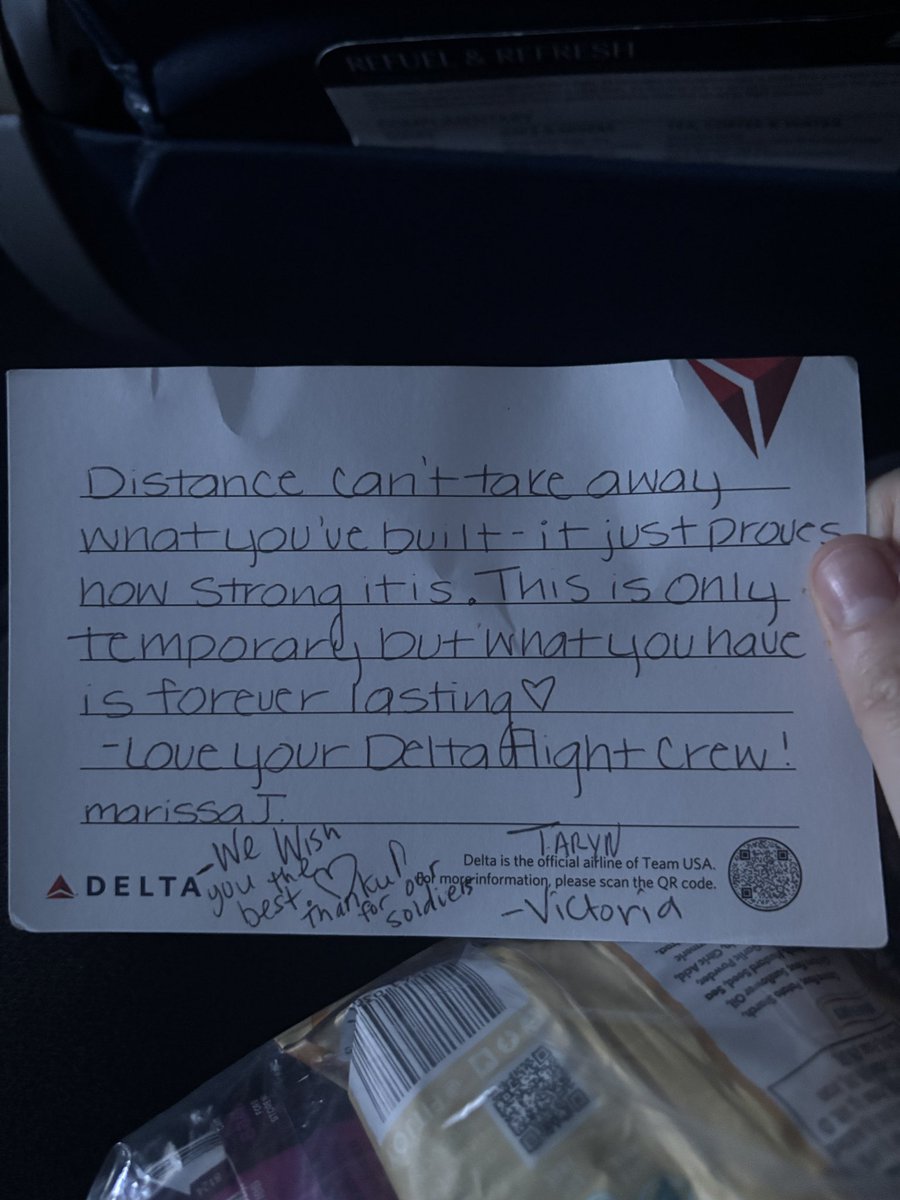 REFUEL & REFRESH
Distance can't take away
what you've built - it just proves
how strong it is. This is only
temporary but what you have
is forever lasting♡
-Love your Delta flight crew!
marissa J.
-We Wish
you the
best ♡
thank u!
for our
soldiers
TARYN
Delta is the official airline of Team USA.
For more information, please scan the QR code.
-Victoria
DELTA